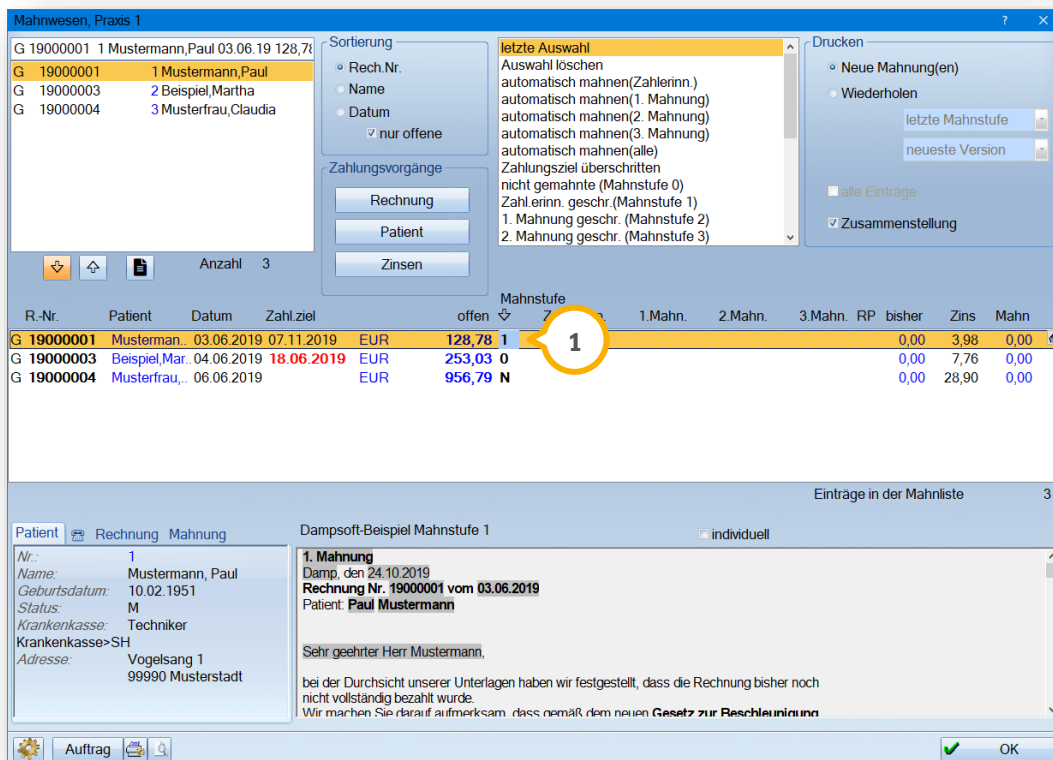 Mahnwesen, Praxis 1
G 19000001 1 Mustermann,Paul 03.06.19 128,78
G 19000001 1 Mustermann,Paul
G 19000003 2 Beispiel,Martha
G 19000004 3 Musterfrau,Claudia
Anzahl 3
Sortierung
Rech.Nr.
Name
Datum
nur offene
Zahlungsvorgänge
Rechnung
Patient
Zinsen
letzte Auswahl
Auswahl löschen
automatisch mahnen(Zahlerinn.)
automatisch mahnen(1. Mahnung)
automatisch mahnen(2. Mahnung)
automatisch mahnen(3. Mahnung)
automatisch mahnen(alle)
Zahlungsziel überschritten
nicht gemahnte (Mahnstufe 0)
Zahl.erinn. geschr.(Mahnstufe 1)
1. Mahnung geschr. (Mahnstufe 2)
2. Mahnung geschr. (Mahnstufe 3)
Drucken
Neue Mahnung(en)
Wiederholen
letzte Mahnstufe
neueste Version
alle Einträge
Zusammenstellung
Mahnstufe
R.-Nr. Patient Datum Zahl.ziel offen 1.Mahn. 2.Mahn. 3.Mahn. RP bisher Zins Mahn
G 19000001 Musterman.. 03.06.2019 07.11.2019 EUR 128,78 1 0,00 3,98 0,00
1
G 19000003 Beispiel,Mar.. 04.06.2019 18.06.2019 EUR 253,03 0 0,00 7,76 0,00
G 19000004 Musterfrau,.. 06.06.2019 EUR 956,79 N 0,00 28,90 0,00
Einträge in der Mahnliste 3
Patient Rechnung Mahnung
Nr.: 1
Name: Mustermann, Paul
Geburtsdatum: 10.02.1951
Status: M
Krankenkasse: Techniker
Krankenkasse>SH
Adresse: Vogelsang 1
99990 Musterstadt
Dampsoft-Beispiel Mahnstufe 1
individuell
1. Mahnung
Damp, den 24.10.2019
Rechnung Nr. 19000001 vom 03.06.2019
Patient: Paul Mustermann
Sehr geehrter Herr Mustermann,
bei der Durchsicht unserer Unterlagen haben wir festgestellt, dass die Rechnung bisher noch
nicht vollständig bezahlt wurde.
Wir machen Sie darauf aufmerksam, dass gemäß dem neuen Gesetz zur Beschleunigung
Auftrag
OK